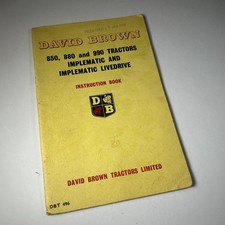 DAVID BROWN
850, 880 and 990 TRACTORS
IMPLEMATIC AND
IMPLEMATIC LIVEDRIVE
INSTRUCTION BOOK
D B
DAVID BROWN TRACTORS LIMITED
DBT 496